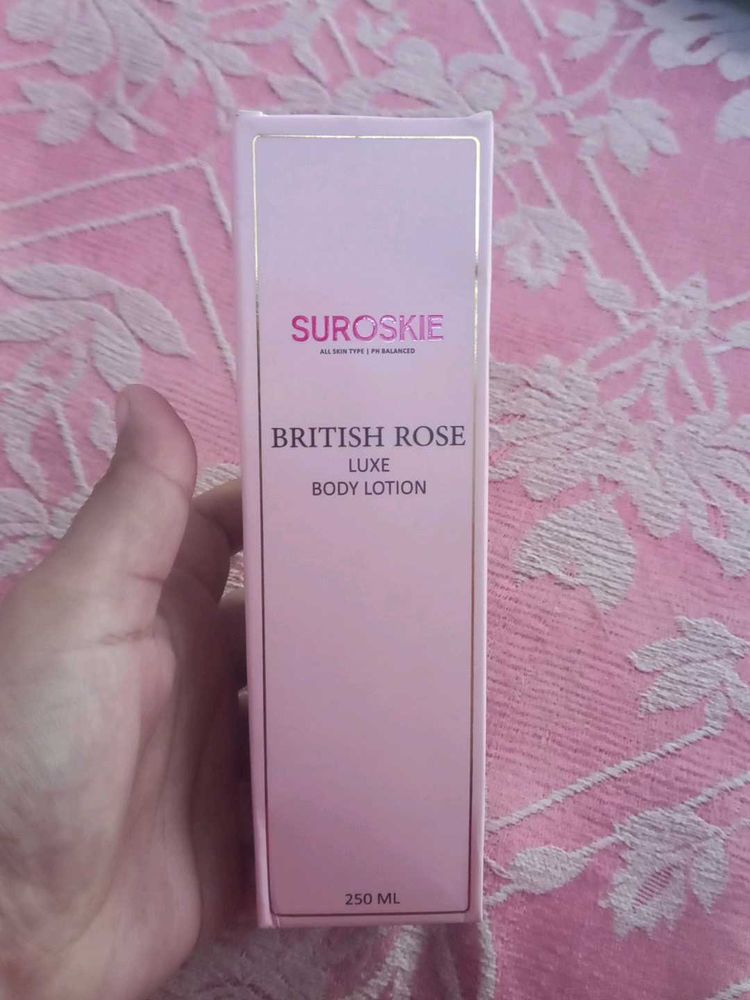 SUROSKIE
ALL SKIN TYPE | PH BALANCED
BRITISH ROSE
LUXE
BODY LOTION
250 ML